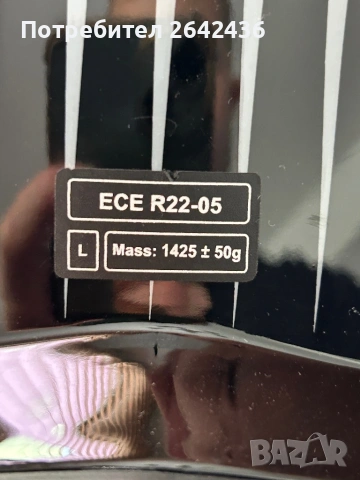 Потребител 2642436
ECE R22-05
L
Mass: 1425 ± 50g
BAZAR